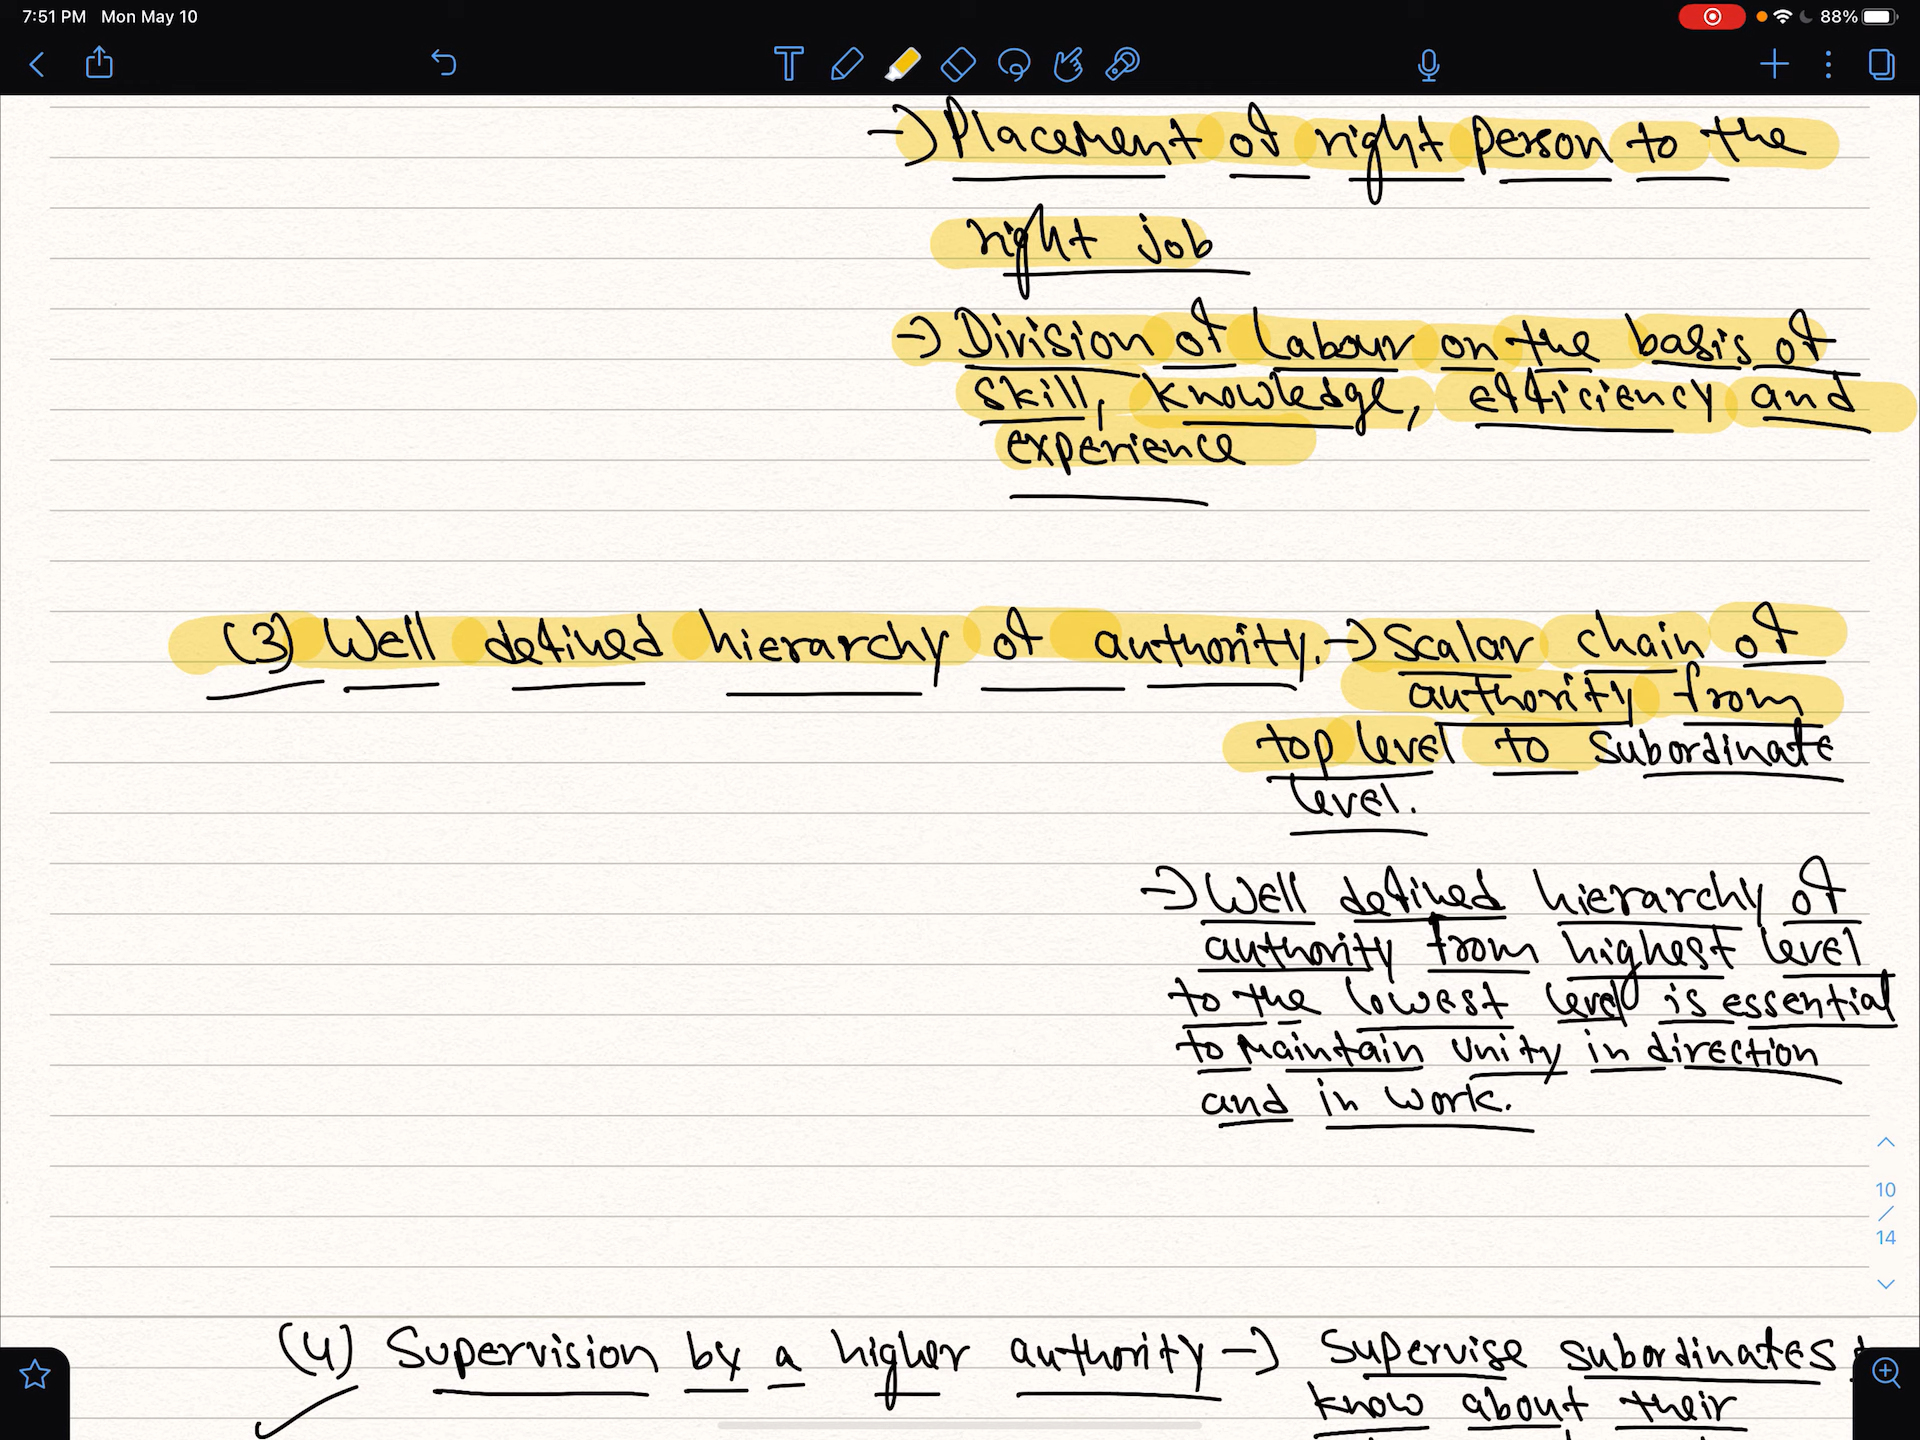 7:51 PM Mon May 10
88%
→ Placement of right person to the
right job
→ Division of labour on the basis of
skill, knowledge, efficiency and
experience
(3) Well defined hierarchy of authority. → Scalar chain of
authority from
top level to subordinate
level.
→ Well defined hierarchy of
authority from highest level
to the lowest level is essential
to maintain unity in direction
and in work.
10
/
14
(4) Supervision by a higher authority → Supervise subordinates
know about their